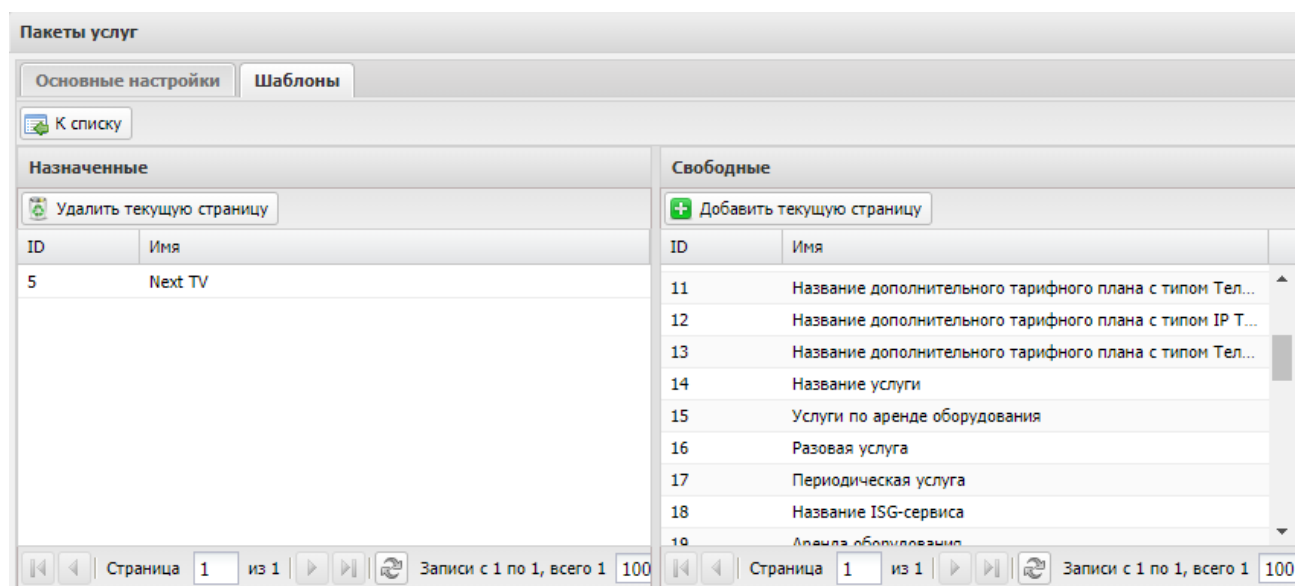 Пакеты услуг
Основные настройки Шаблоны
К списку
Назначенные
Удалить текущую страницу
ID Имя
5 Next TV
Страница 1 из 1 Записи с 1 по 1, всего 1 100
Свободные
Добавить текущую страницу
ID Имя
11 Название дополнительного тарифного плана с типом Тел...
12 Название дополнительного тарифного плана с типом IP T...
13 Название дополнительного тарифного плана с типом Тел...
14 Название услуги
15 Услуги по аренде оборудования
16 Разовая услуга
17 Периодическая услуга
18 Название ISG-сервиса
19 Аренда оборудования
Страница 1 из 1 Записи с 1 по 1, всего 1 100